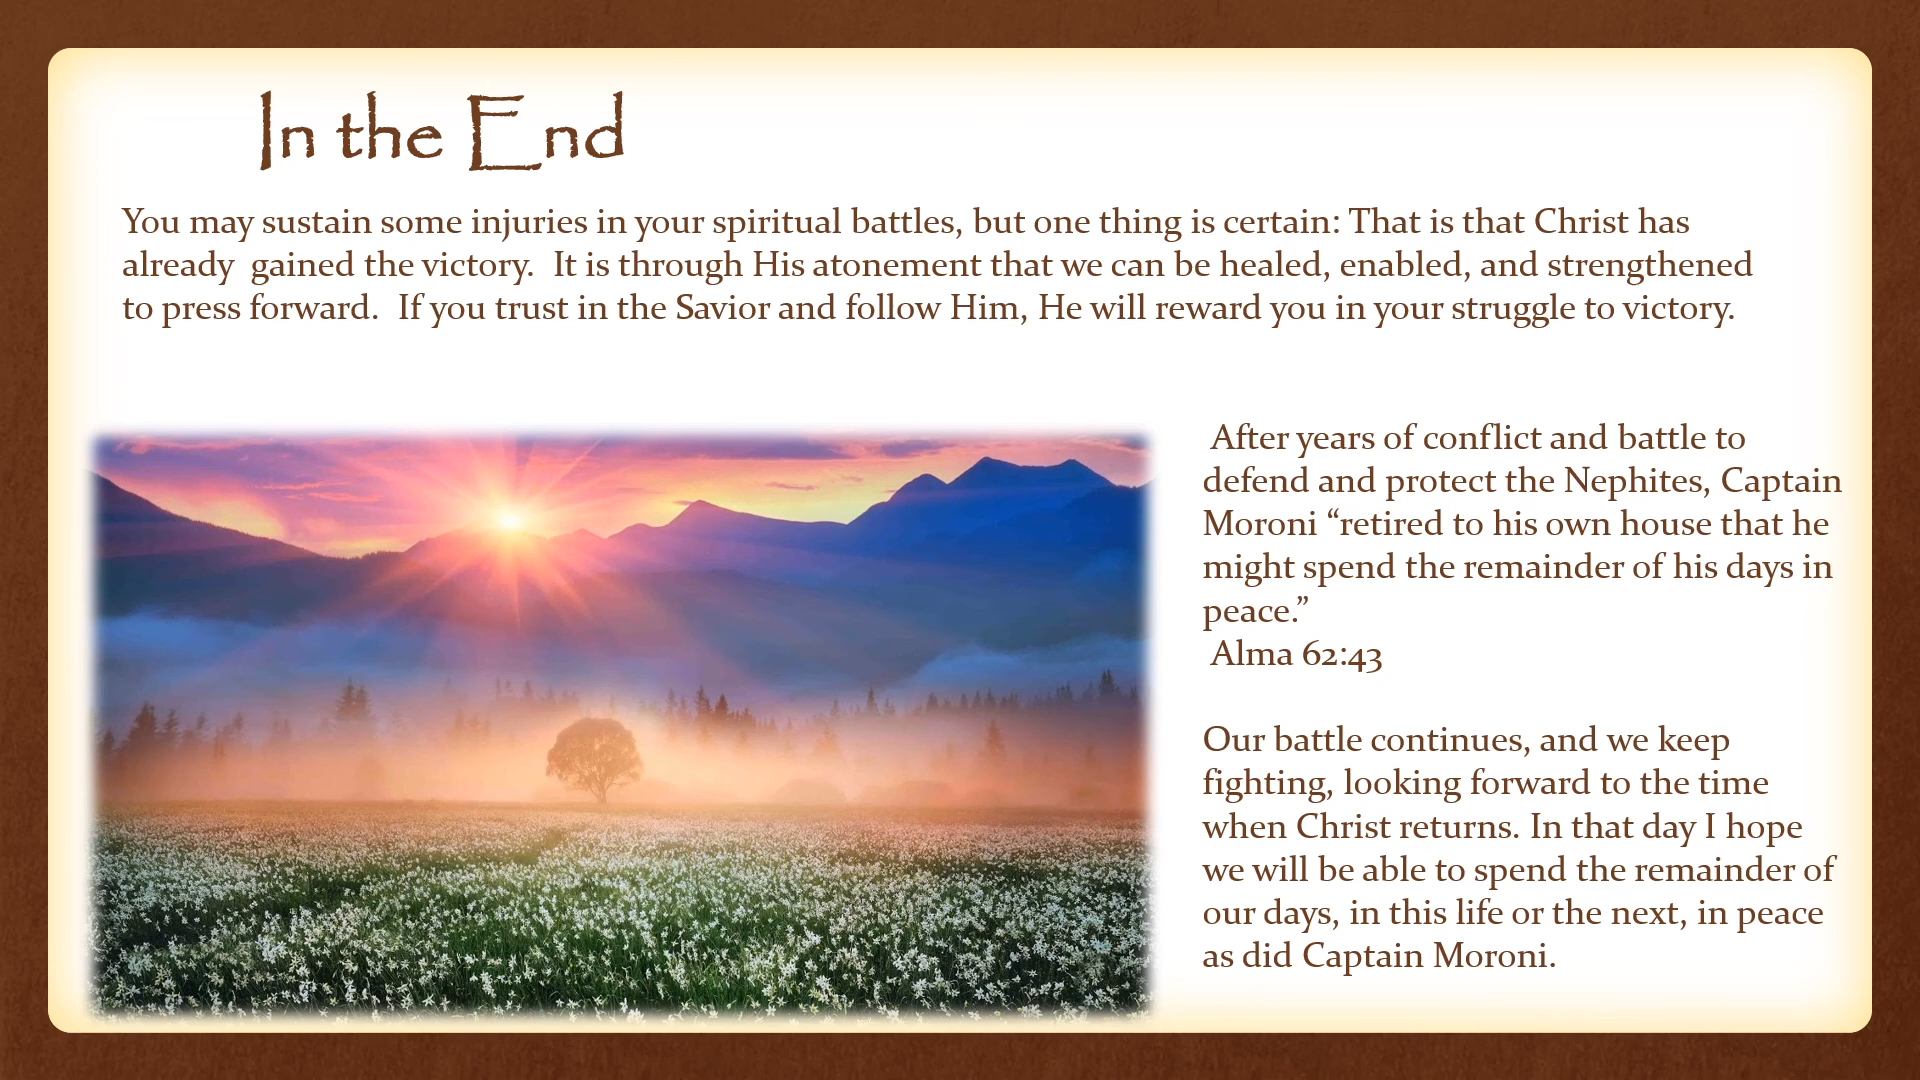 In the End
You may sustain some injuries in your spiritual battles, but one thing is certain: That is that Christ has
already  gained the victory.  It is through His atonement that we can be healed, enabled, and strengthened
to press forward.  If you trust in the Savior and follow Him, He will reward you in your struggle to victory.
After years of conflict and battle to
defend and protect the Nephites, Captain
Moroni “retired to his own house that he
might spend the remainder of his days in
peace.”
Alma 62:43
Our battle continues, and we keep
fighting, looking forward to the time
when Christ returns. In that day I hope
we will be able to spend the remainder of
our days, in this life or the next, in peace
as did Captain Moroni.